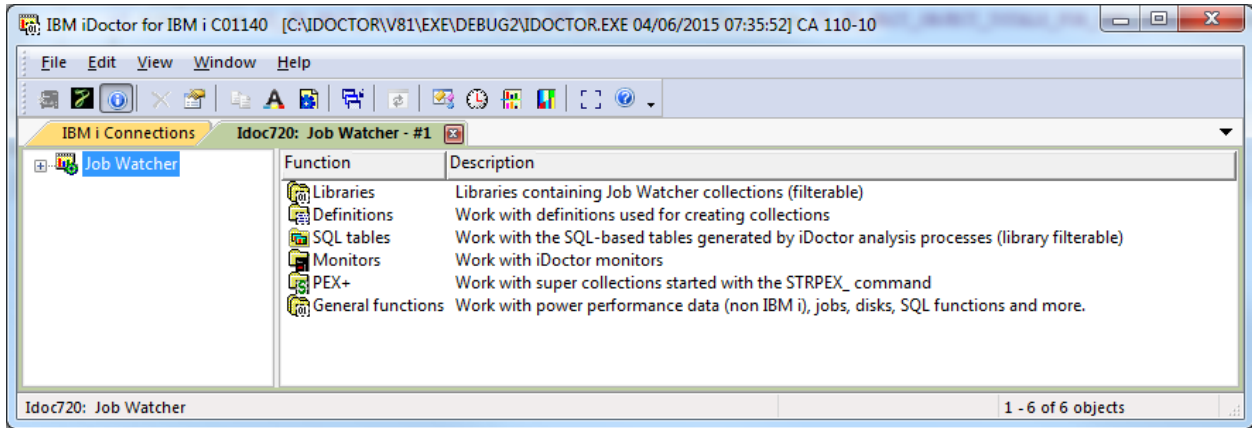 IBM iDoctor for IBM i C01140 [C:\IDOCTOR\V81\EXE\DEBUG2\IDOCTOR.EXE 04/06/2015 07:35:52] CA 110-10
File Edit View Window Help
IBM i Connections Idoc720: Job Watcher - #1
Job Watcher
Function Description
Libraries Libraries containing Job Watcher collections (filterable)
Definitions Work with definitions used for creating collections
SQL tables Work with the SQL-based tables generated by iDoctor analysis processes (library filterable)
Monitors Work with iDoctor monitors
PEX+ Work with super collections started with the STRPEX_ command
General functions Work with power performance data (non IBM i), jobs, disks, SQL functions and more.
Idoc720: Job Watcher 1 - 6 of 6 objects